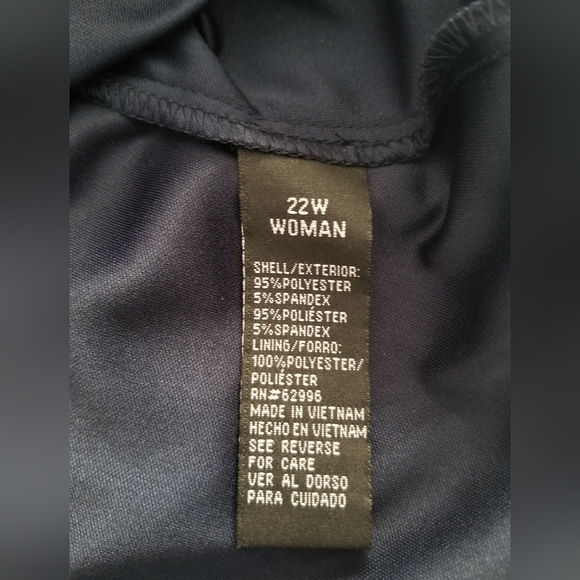 22W
WOMAN
SHELL/EXTERIOR:
95%POLYESTER
5%SPANDEX
95%POLIÉSTER
5%SPANDEX
LINING/FORRO:
100%POLYESTER/
POLIÉSTER
RN#62996
MADE IN VIETNAM
HECHO EN VIETNAM
SEE REVERSE
FOR CARE
VER AL DORSO
PARA CUIDADO